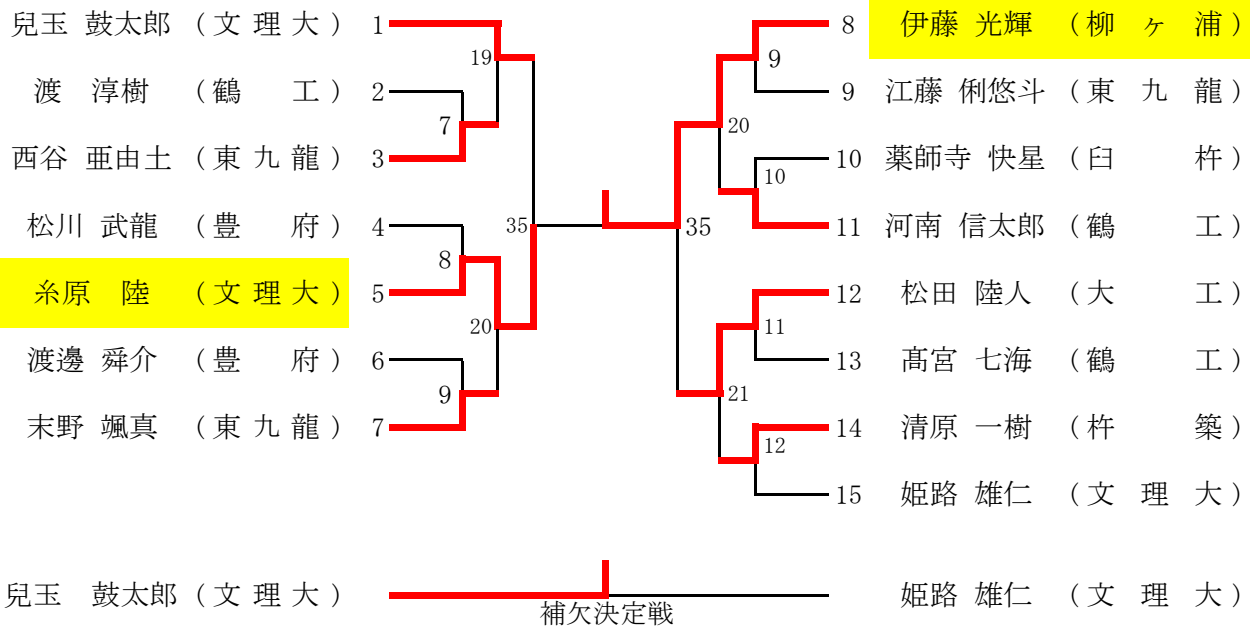 兒玉 鼓太郎 (文理大) 1
19
渡 淳樹 (鶴 工) 2
7
西谷 亜由土 (東九龍) 3
松川 武龍 (豊 府) 4
35
8
糸原 陸 (文理大) 5
20
渡邊 舜介 (豊 府) 6
9
末野 颯真 (東九龍) 7
8 伊藤 光輝 (柳ヶ浦)
9
9 江藤 俐悠斗 (東九龍)
20
10 薬師寺 快星 (臼 杵)
10
11 河南 信太郎 (鶴 工)
35
12 松田 陸人 (大 工)
11
13 髙宮 七海 (鶴 工)
21
14 清原 一樹 (杵 築)
12
15 姫路 雄仁 (文理大)
兒玉 鼓太郎 (文理大)
補欠決定戦
姫路 雄仁 (文理大)